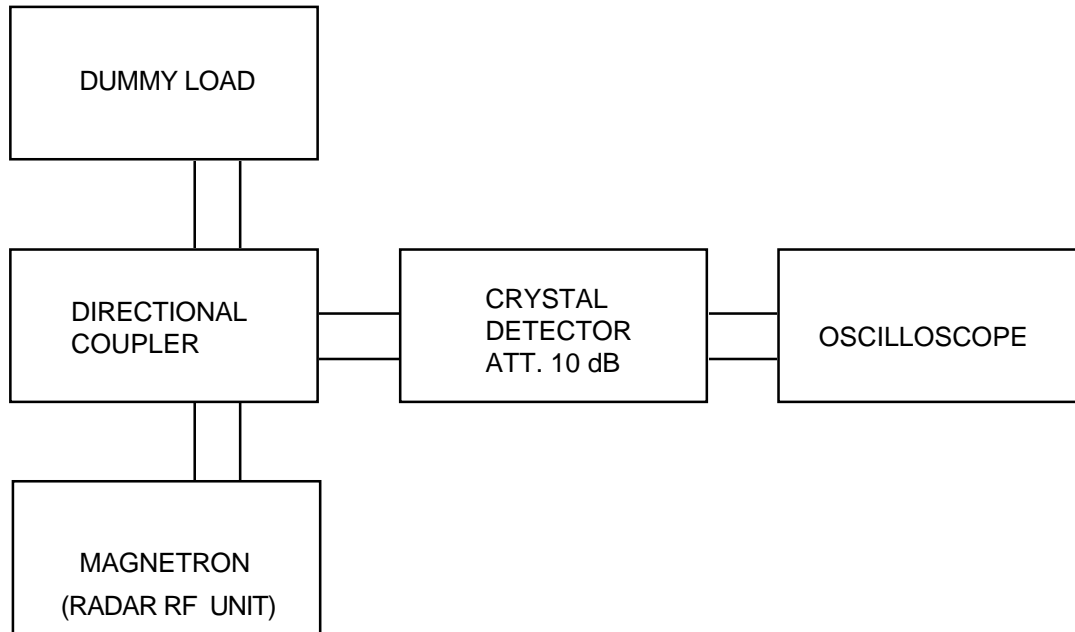 DUMMY LOAD
DIRECTIONAL
COUPLER
CRYSTAL
DETECTOR
ATT. 10 dB
OSCILLOSCOPE
MAGNETRON
(RADAR RF UNIT)